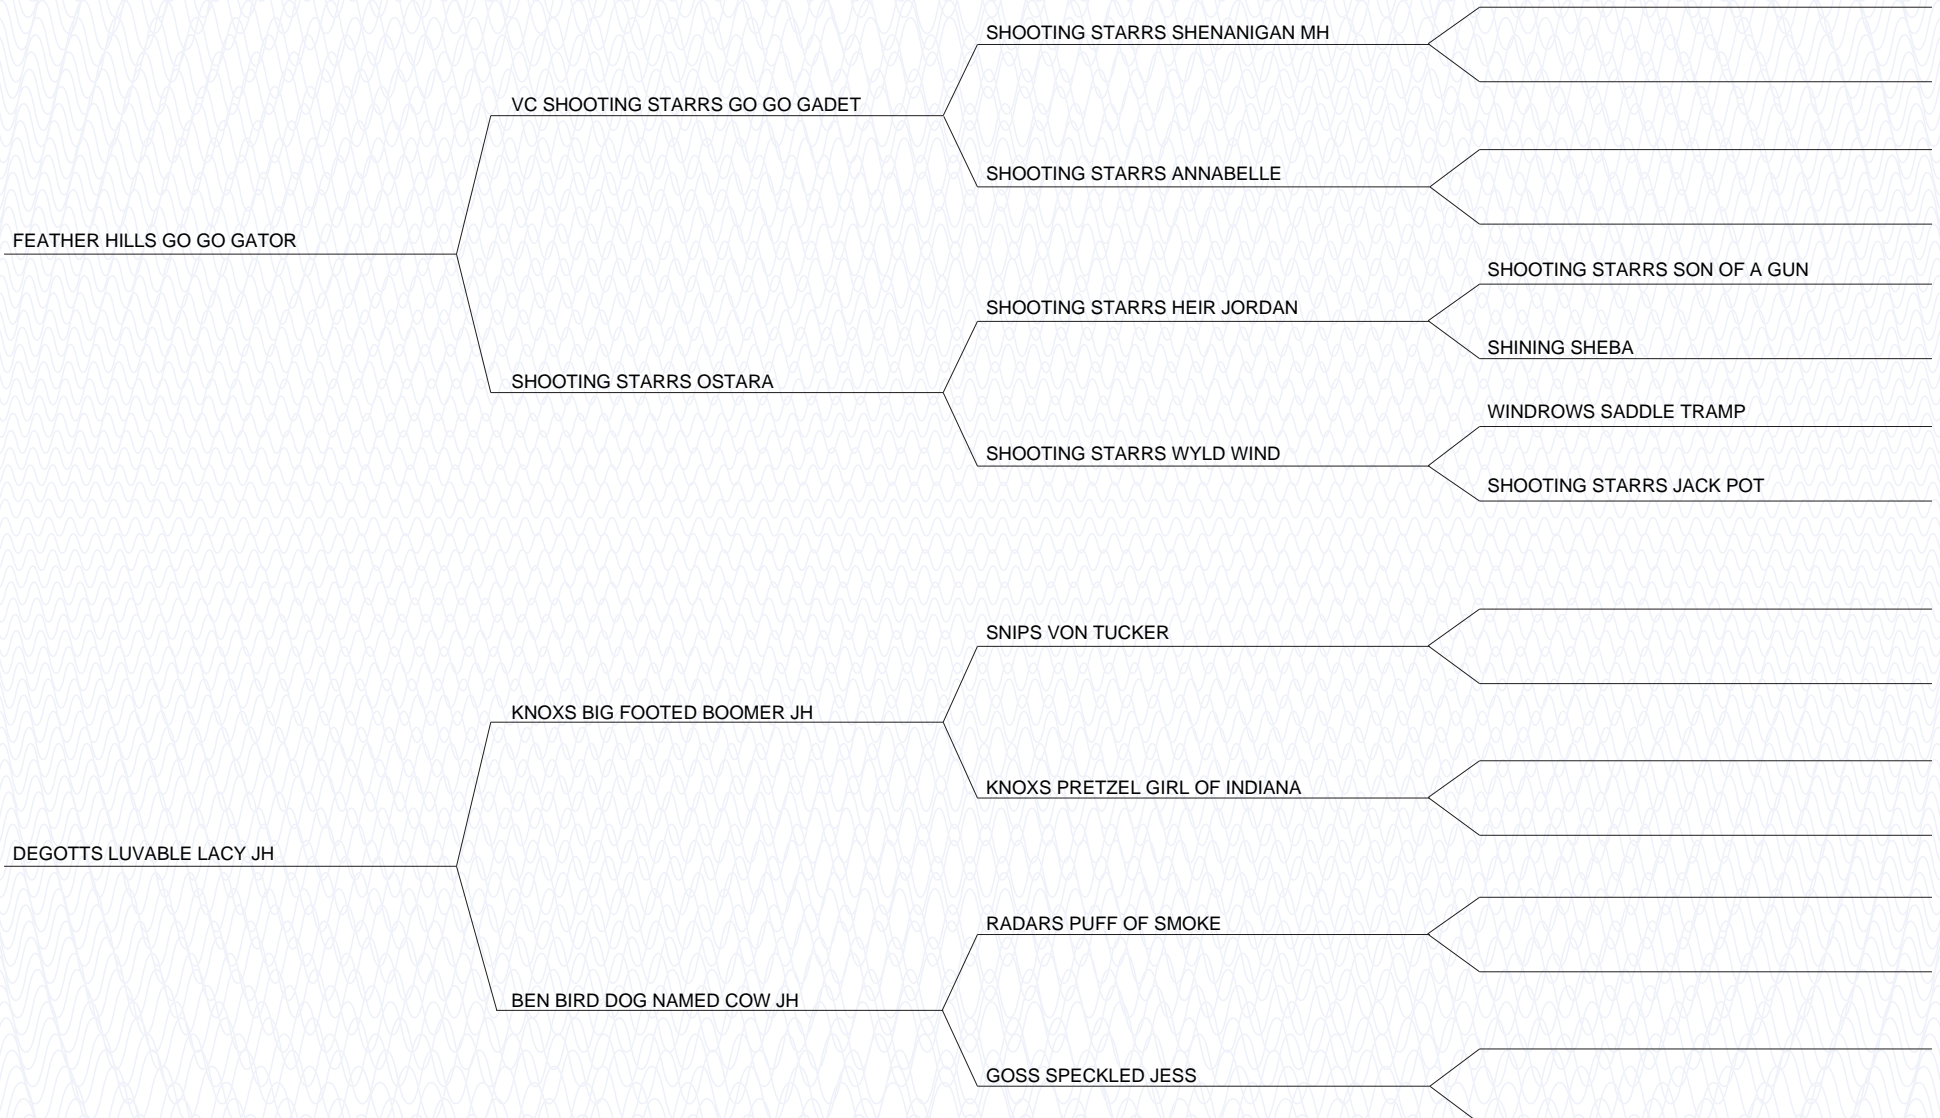 SHOOTING STARRS SHENANIGAN MH
VC SHOOTING STARRS GO GO GADET
SHOOTING STARRS ANNABELLE
FEATHER HILLS GO GO GATOR
SHOOTING STARRS SON OF A GUN
SHOOTING STARRS HEIR JORDAN
SHINING SHEBA
SHOOTING STARRS OSTARA
WINDROWS SADDLE TRAMP
SHOOTING STARRS WYLD WIND
SHOOTING STARRS JACK POT
SNIPS VON TUCKER
KNOXS BIG FOOTED BOOMER JH
KNOXS PRETZEL GIRL OF INDIANA
DEGOTTS LUVABLE LACY JH
RADARS PUFF OF SMOKE
BEN BIRD DOG NAMED COW JH
GOSS SPECKLED JESS